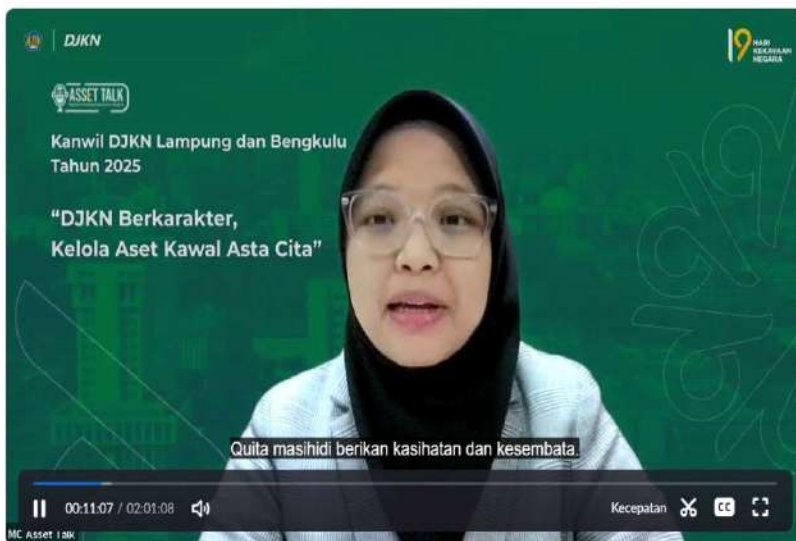 DJKN
19 HARI
KEKAYAAN
NEGARA
ASSET TALK
Kanwil DJKN Lampung dan Bengkulu
Tahun 2025
“DJKN Berkarakter,
Kelola Aset Kawal Asta Cita”
Quita masihidi berikan kasihatan dan kesembata.
00:11:07 / 02:01:08
Kecepatan
CC
MC Asset Talk